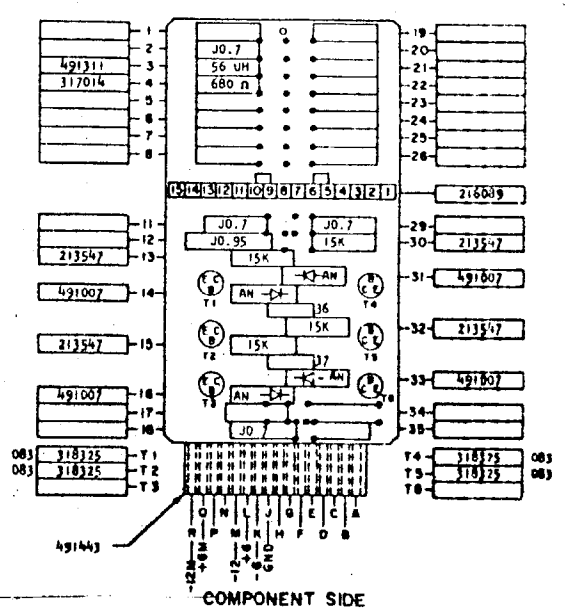 1 19
2 J0.7 20
491311 3 56 UH 21
317014 4 680 Ω 22
5 23
6 24
7 25
8 26
15 14 13 12 11 10 9 8 7 6 5 4 3 2 1 216089
11 J0.7 J0.7 29
12 J0.95 15K 30 213547
213547 13 15K
AN 31 491007
E C B T1 B C E T4
491007 14 AN
36
15K 32 213547
E C B T2 B C E T5
213547 15 15K
37
AN 33 491007
E C B T3 B C E T6
491007 16 AN
17 34
18 J0.7 35
083 318325 T1 T4 318325 083
083 318325 T2 T5 318325 083
T3 T6
491443
R Q P N M L K J H G F E D C B A
-12M +6M -12 +6 -6 GND
COMPONENT SIDE